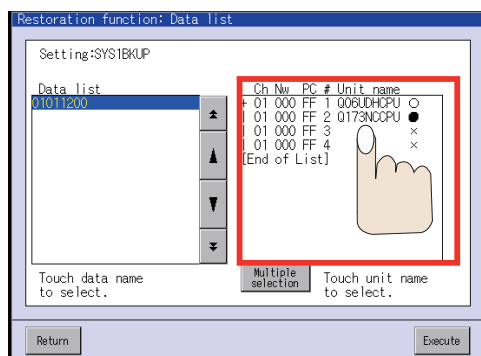 Restoration function: Data list
Setting:SYS1BKUP
Data list
01011200
Ch Nw PC # Unit name
+ 01 000 FF 1 Q06UDHCPU ○
| 01 000 FF 2 Q173NCCPU ●
| 01 000 FF 3 ×
| 01 000 FF 4 ×
[End of List]
Touch data name
to select.
Multiple
selection
Touch unit name
to select.
Return
Execute